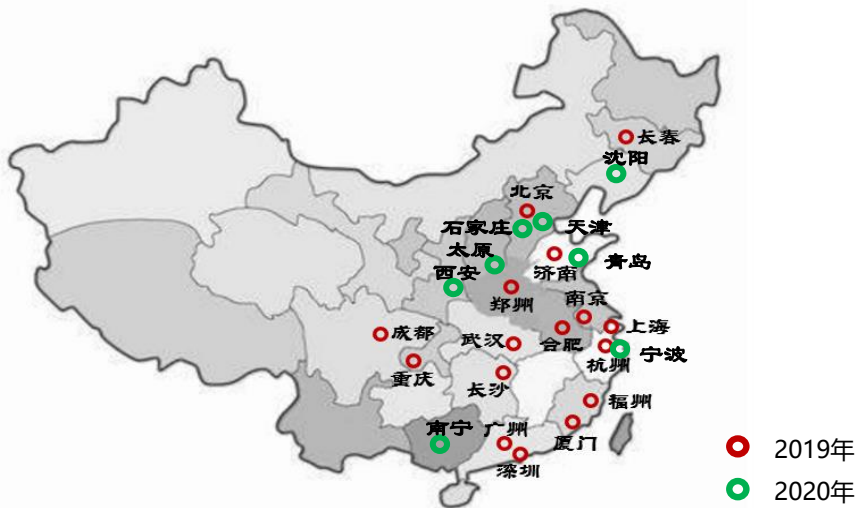 长春
沈阳
北京
石家庄
天津
太原
西安
济南
青岛
郑州
南京
成都
武汉
合肥
上海
重庆
杭州
宁波
长沙
福州
南宁
广州
厦门
深圳
2019年
2020年